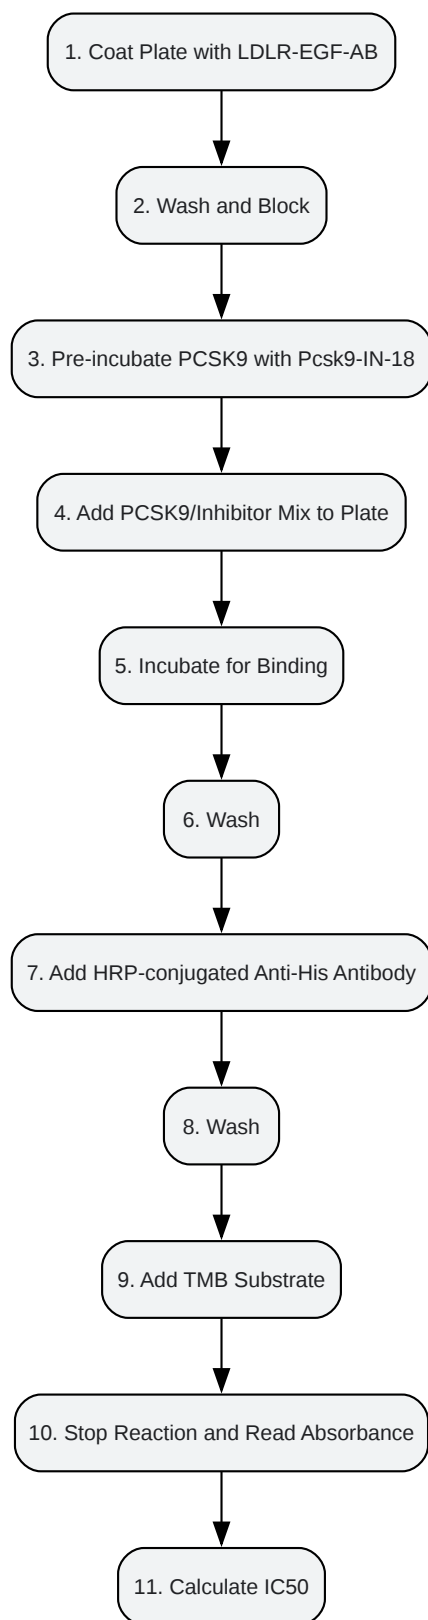 1. Coat Plate with LDLR-EGF-AB
2. Wash and Block
3. Pre-incubate PCSK9 with Pcsk9-IN-18
4. Add PCSK9/Inhibitor Mix to Plate
5. Incubate for Binding
6. Wash
7. Add HRP-conjugated Anti-His Antibody
8. Wash
9. Add TMB Substrate
10. Stop Reaction and Read Absorbance
11. Calculate IC50